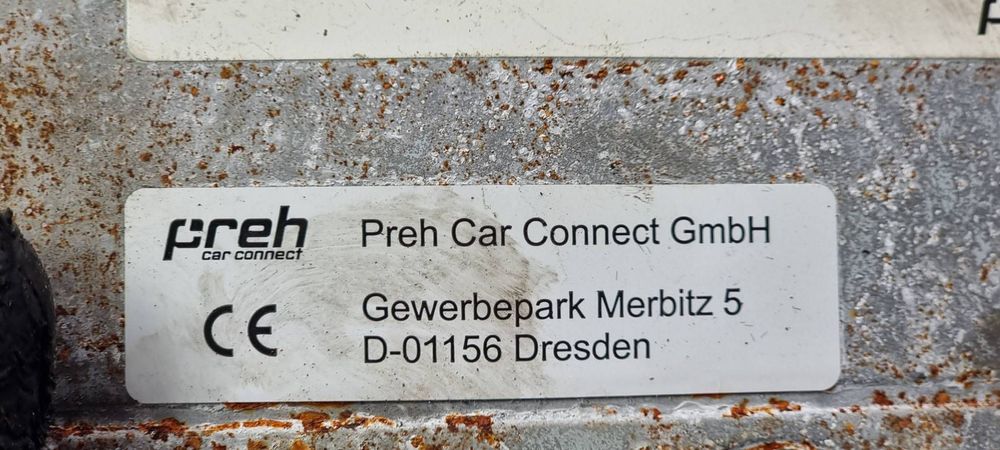 preh
car connect
Preh Car Connect GmbH
CE
Gewerbepark Merbitz 5
D-01156 Dresden